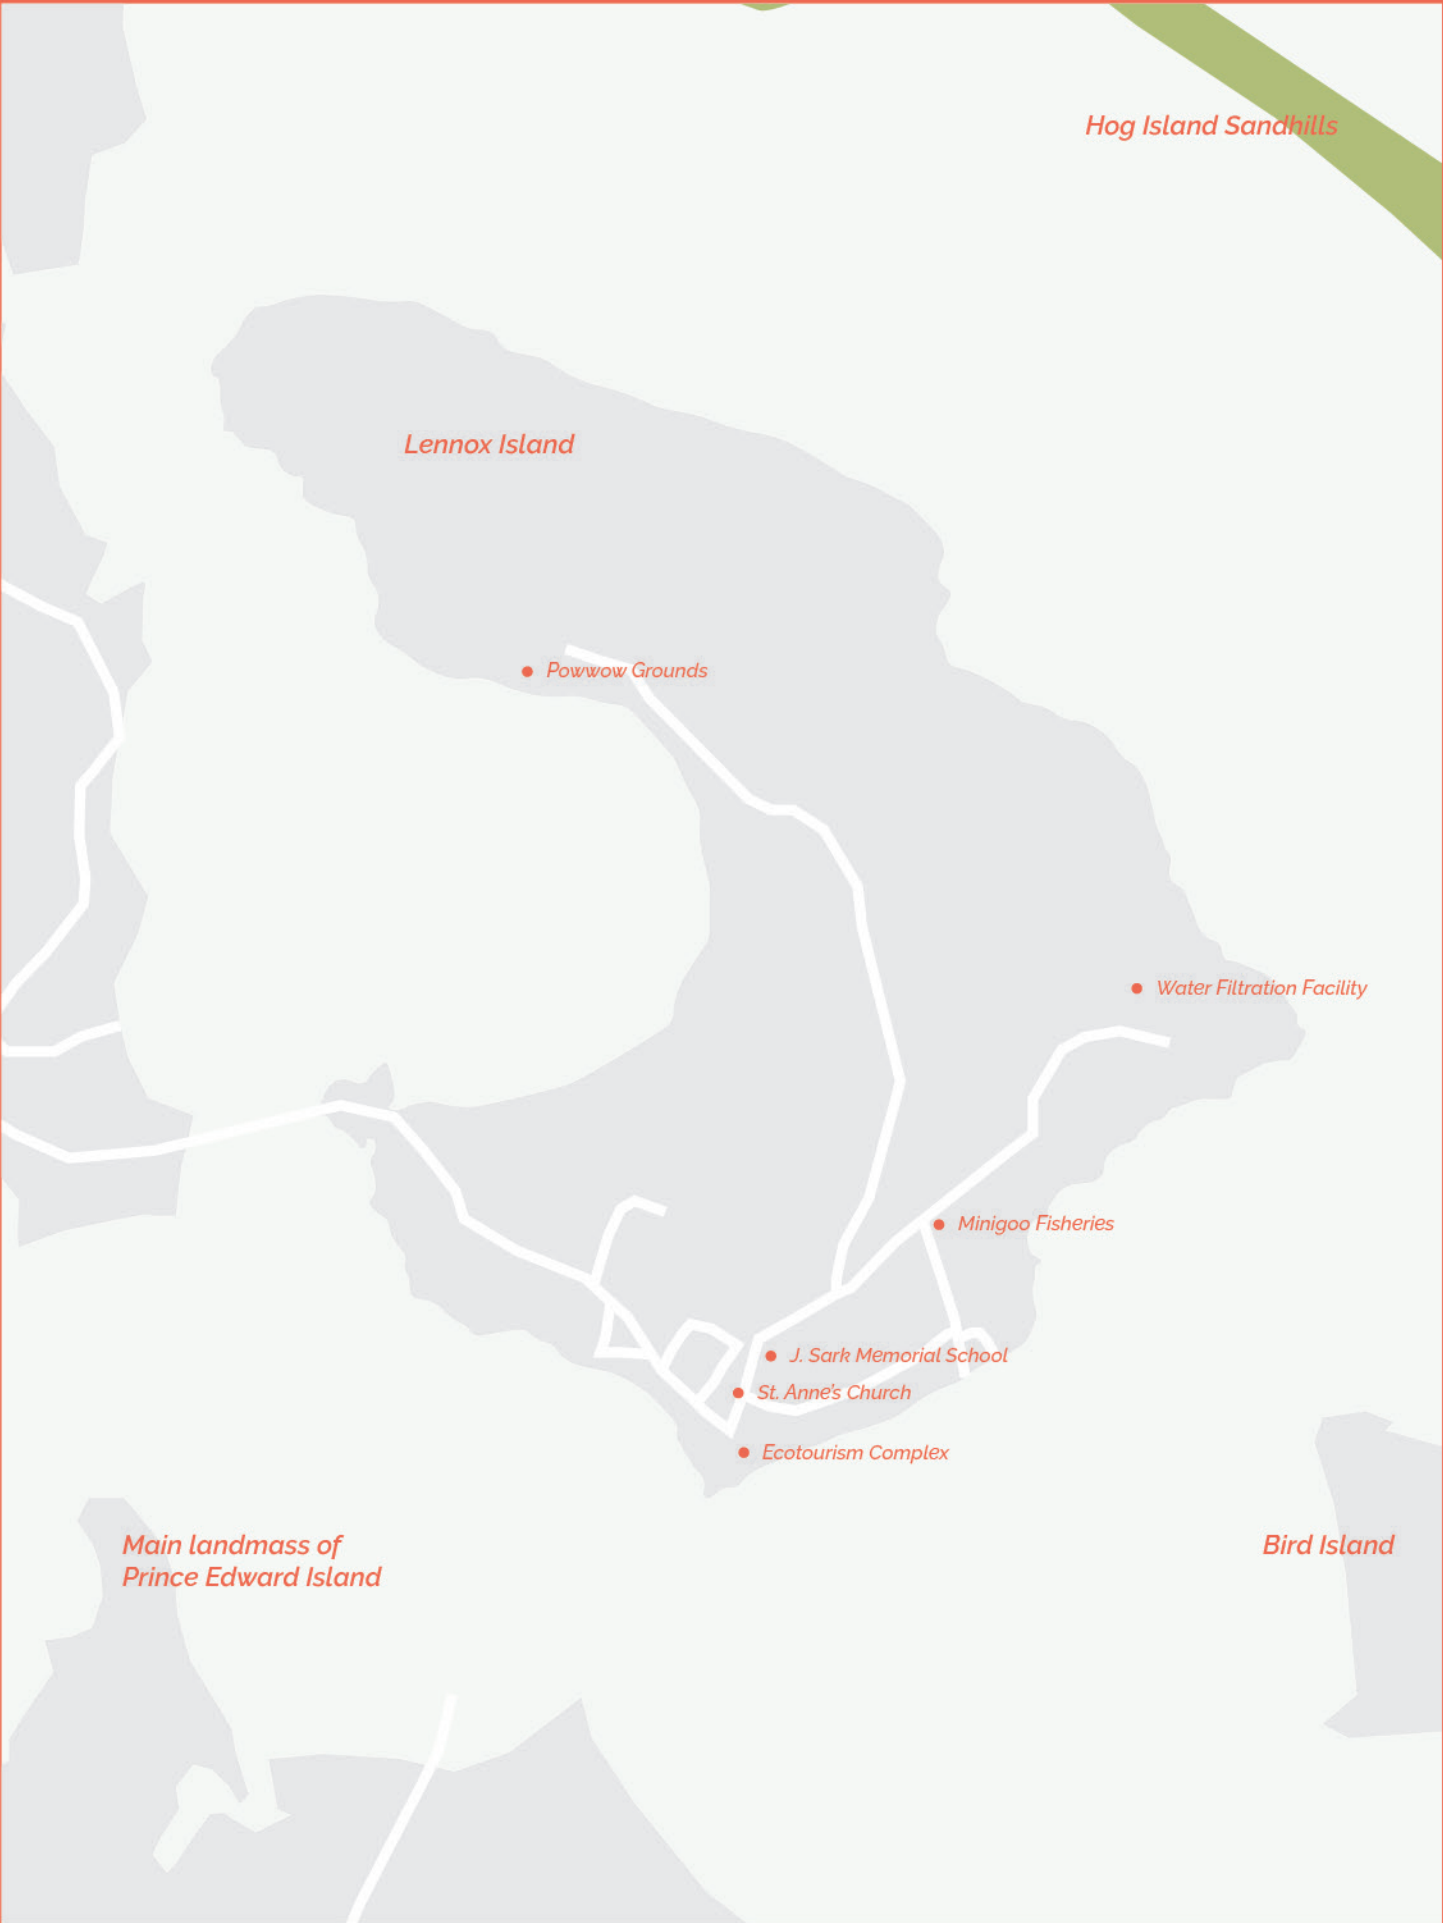 Hog Island Sandhills
Lennox Island
Powwow Grounds
Water Filtration Facility
Minigoo Fisheries
J. Sark Memorial School
St. Anne's Church
Ecotourism Complex
Main landmass of
Prince Edward Island
Bird Island